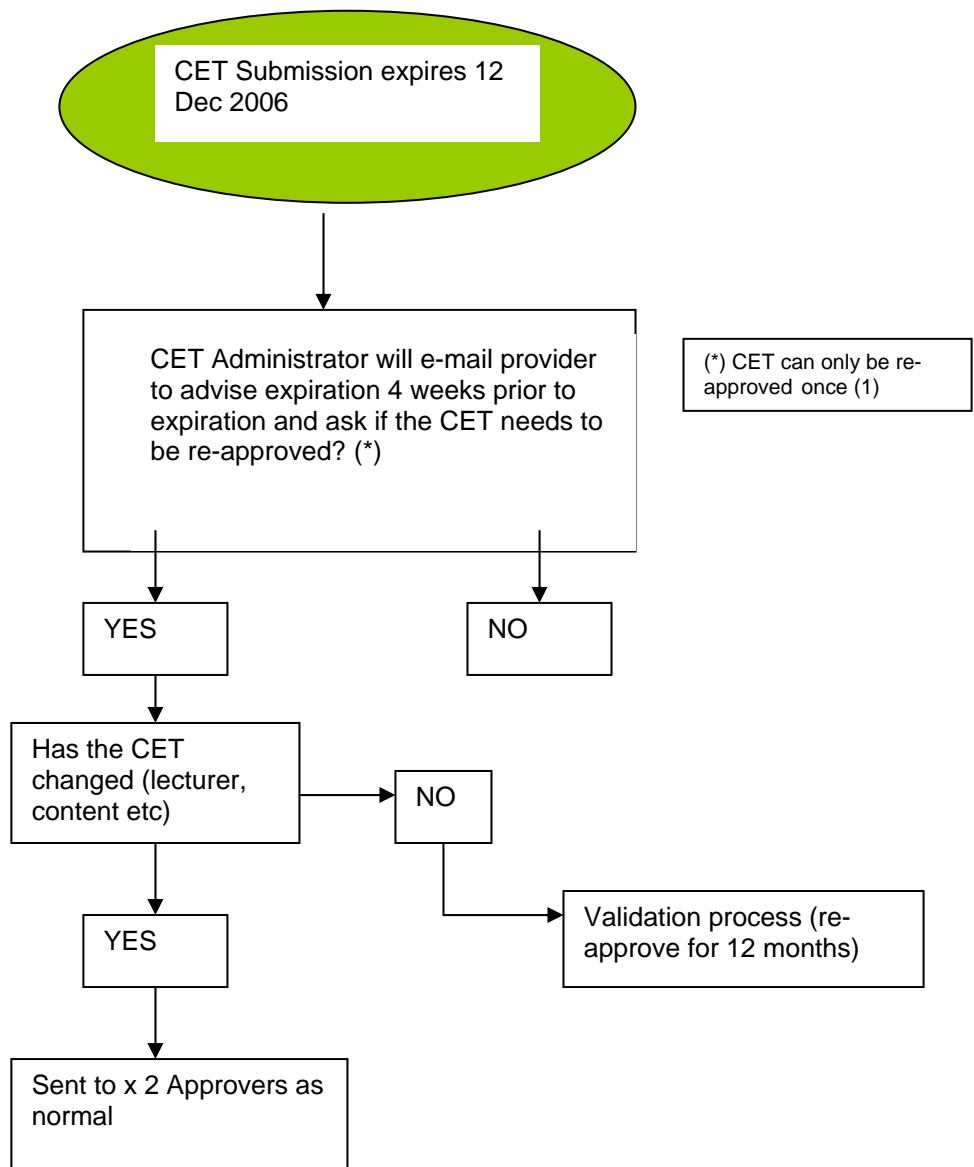 CET Submission expires 12
Dec 2006
CET Administrator will e-mail provider
to advise expiration 4 weeks prior to
expiration and ask if the CET needs to
be re-approved? (*)
(*) CET can only be re-
approved once (1)
YES
NO
Has the CET
changed (lecturer,
content etc)
NO
Validation process (re-
approve for 12 months)
YES
Sent to x 2 Approvers as
normal